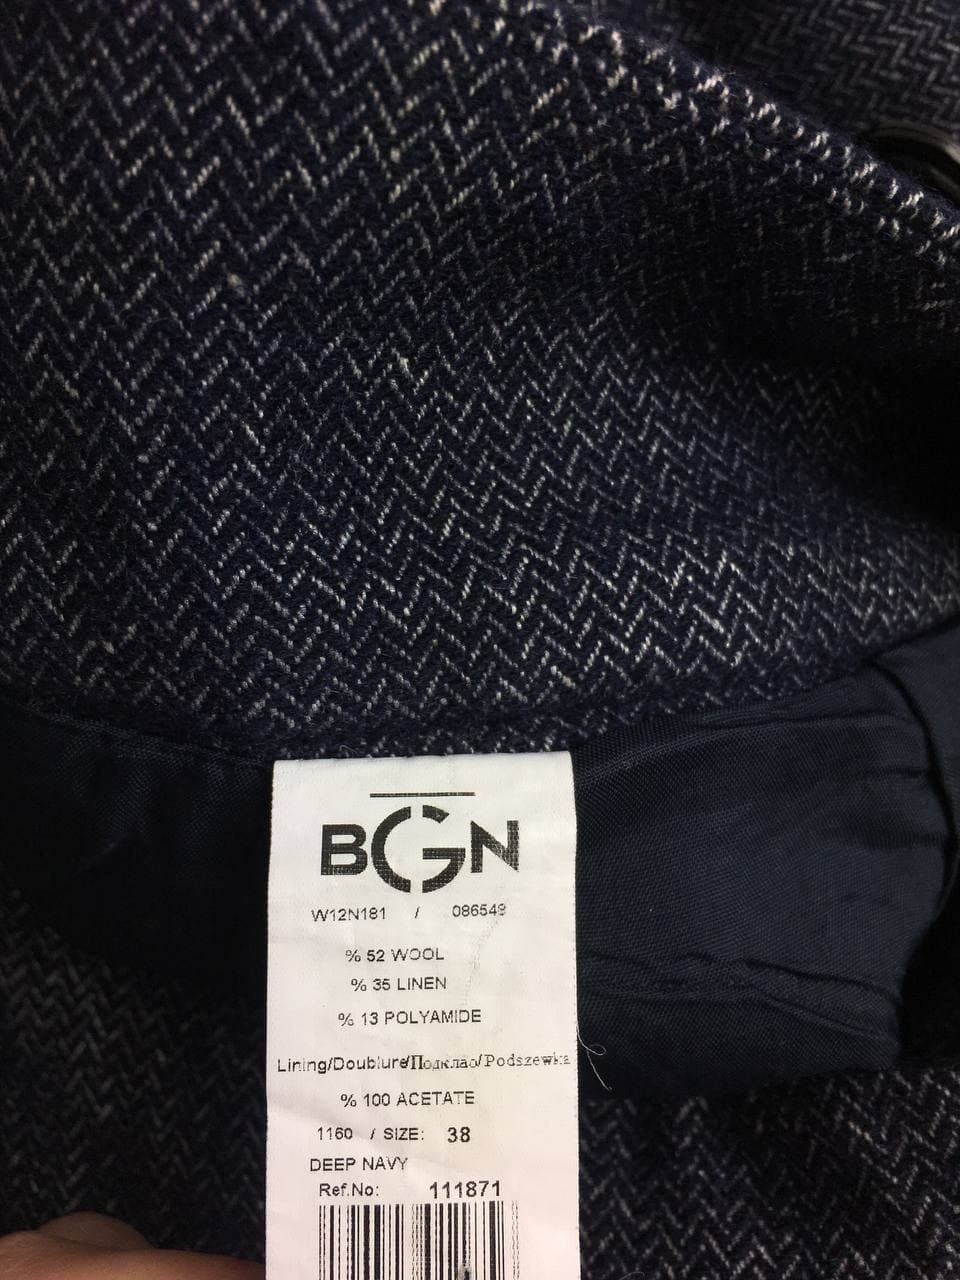 BGN
W12N181 / 086549
% 52 WOOL
% 35 LINEN
% 13 POLYAMIDE
Lining/Doublure/Подклад/Podszewka
% 100 ACETATE
1160 / SIZE: 38
DEEP NAVY
Ref.No: 111871